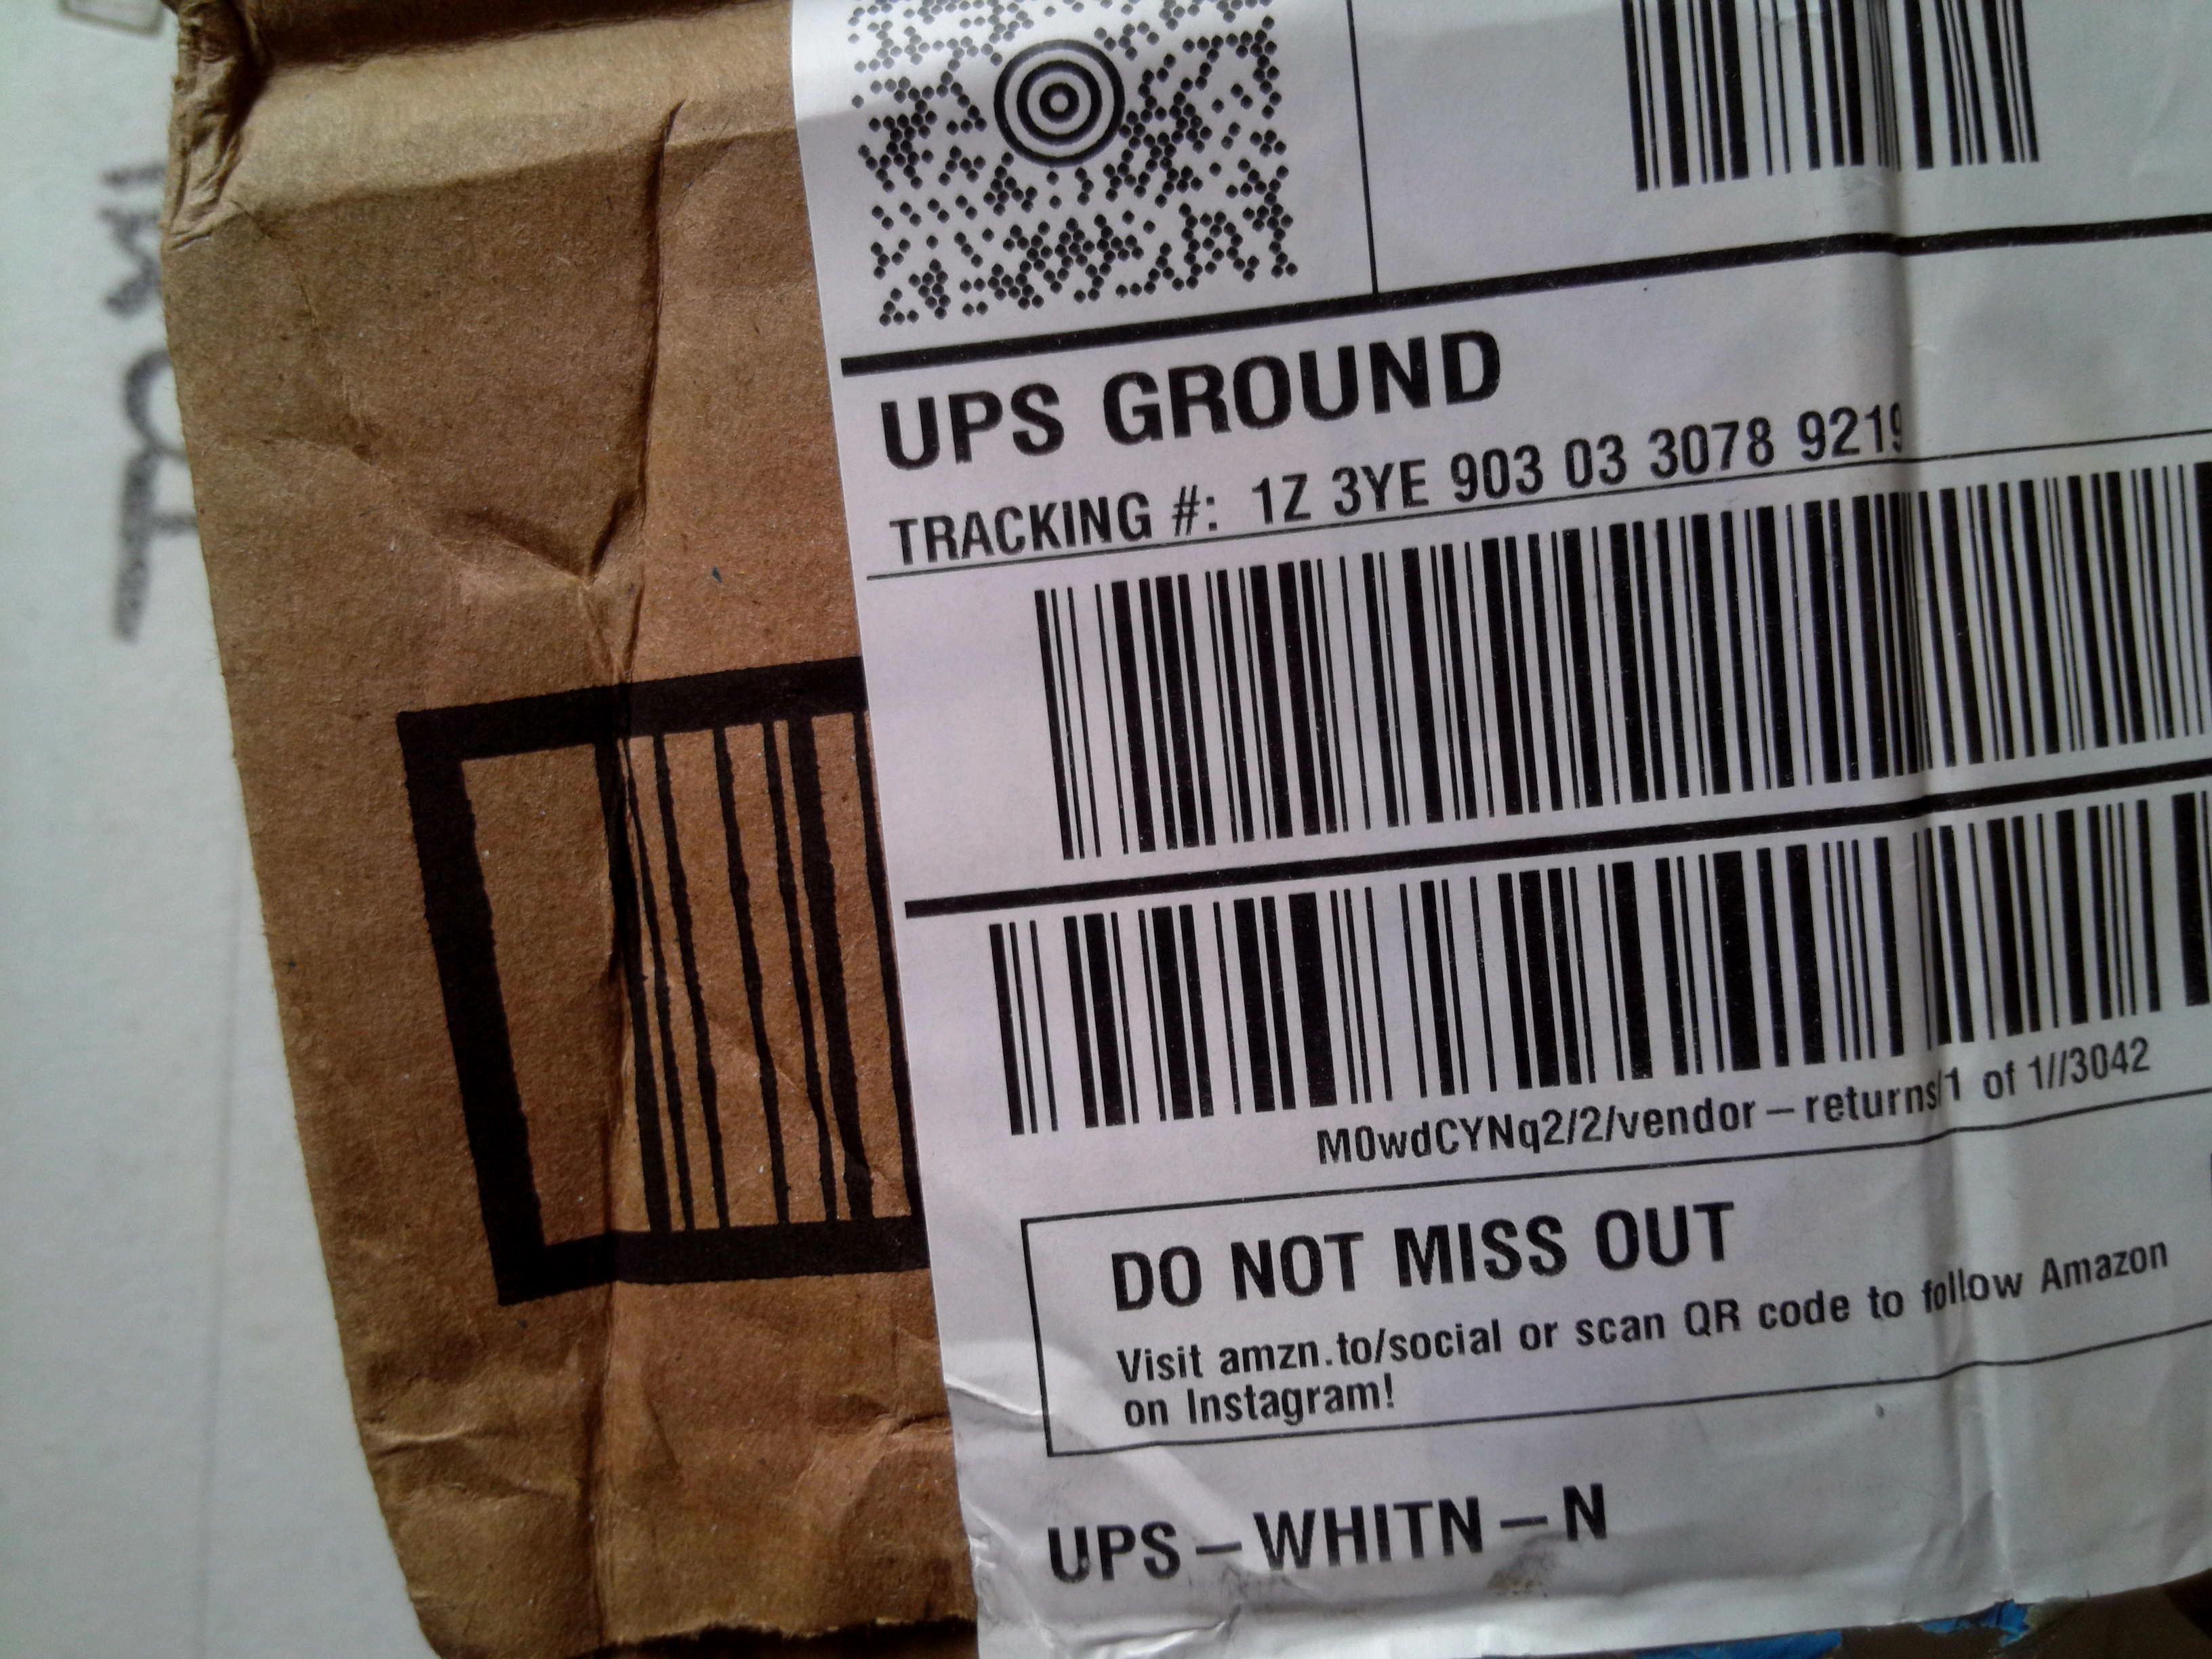 UPS GROUND
TRACKING #: 1Z 3YE 903 03 3078 9219
M0wdCYNq2/2/vendor-returns/1 of 1//3042
DO NOT MISS OUT
Visit amzn.to/social or scan QR code to follow Amazon
on Instagram!
UPS-WHITN-N